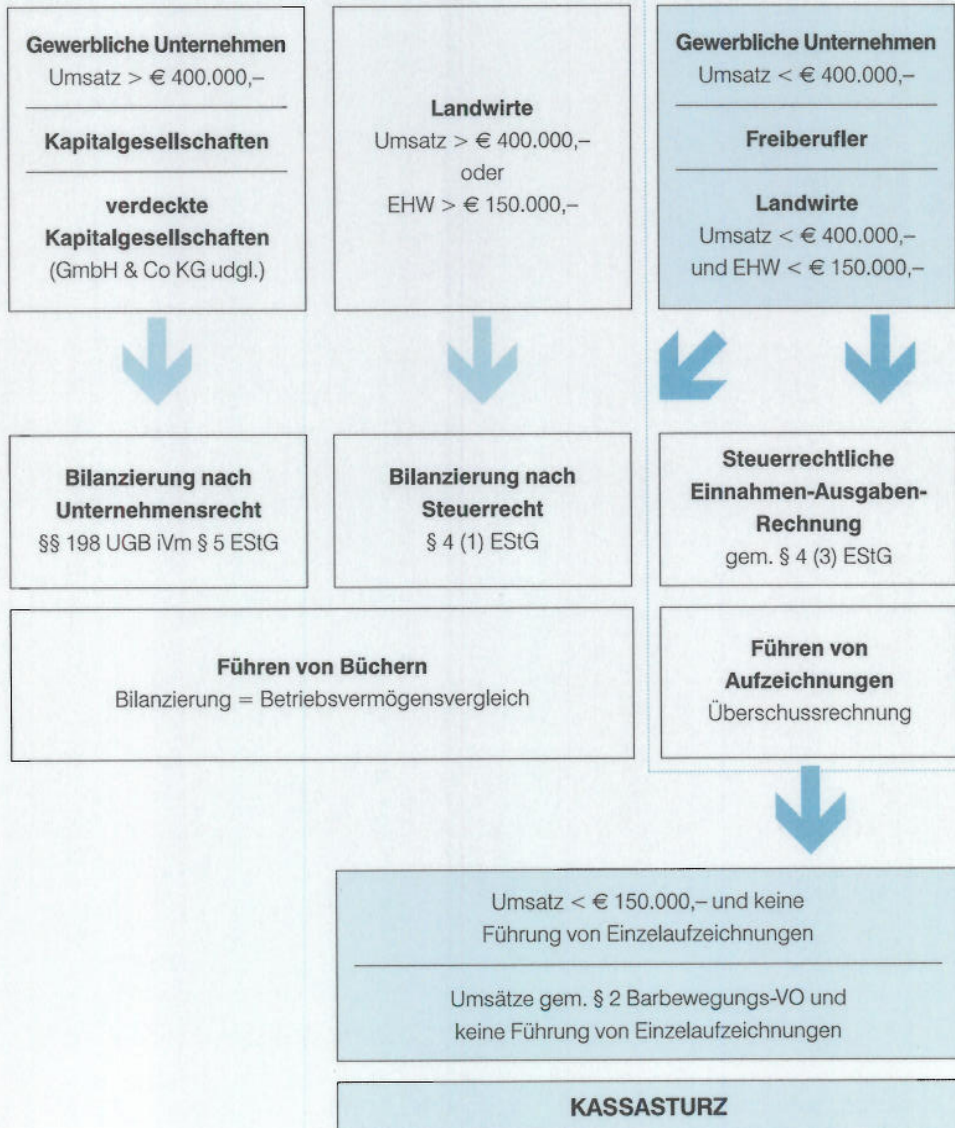 Gewerbliche Unternehmen
Umsatz > € 400.000,–
Kapitalgesellschaften
verdeckte
Kapitalgesellschaften
(GmbH & Co KG udgl.)
Landwirte
Umsatz > € 400.000,–
oder
EHW > € 150.000,–
Gewerbliche Unternehmen
Umsatz < € 400.000,–
Freiberufler
Landwirte
Umsatz < € 400.000,–
und EHW < € 150.000,–
Bilanzierung nach
Unternehmensrecht
§§ 198 UGB iVm § 5 EStG
Bilanzierung nach
Steuerrecht
§ 4 (1) EStG
Steuerrechtliche
Einnahmen-Ausgaben-
Rechnung
gem. § 4 (3) EStG
Führen von Büchern
Bilanzierung = Betriebsvermögensvergleich
Führen von
Aufzeichnungen
Überschussrechnung
Umsatz < € 150.000,– und keine
Führung von Einzelaufzeichnungen
Umsätze gem. § 2 Barbewegungs-VO und
keine Führung von Einzelaufzeichnungen
KASSASTURZ